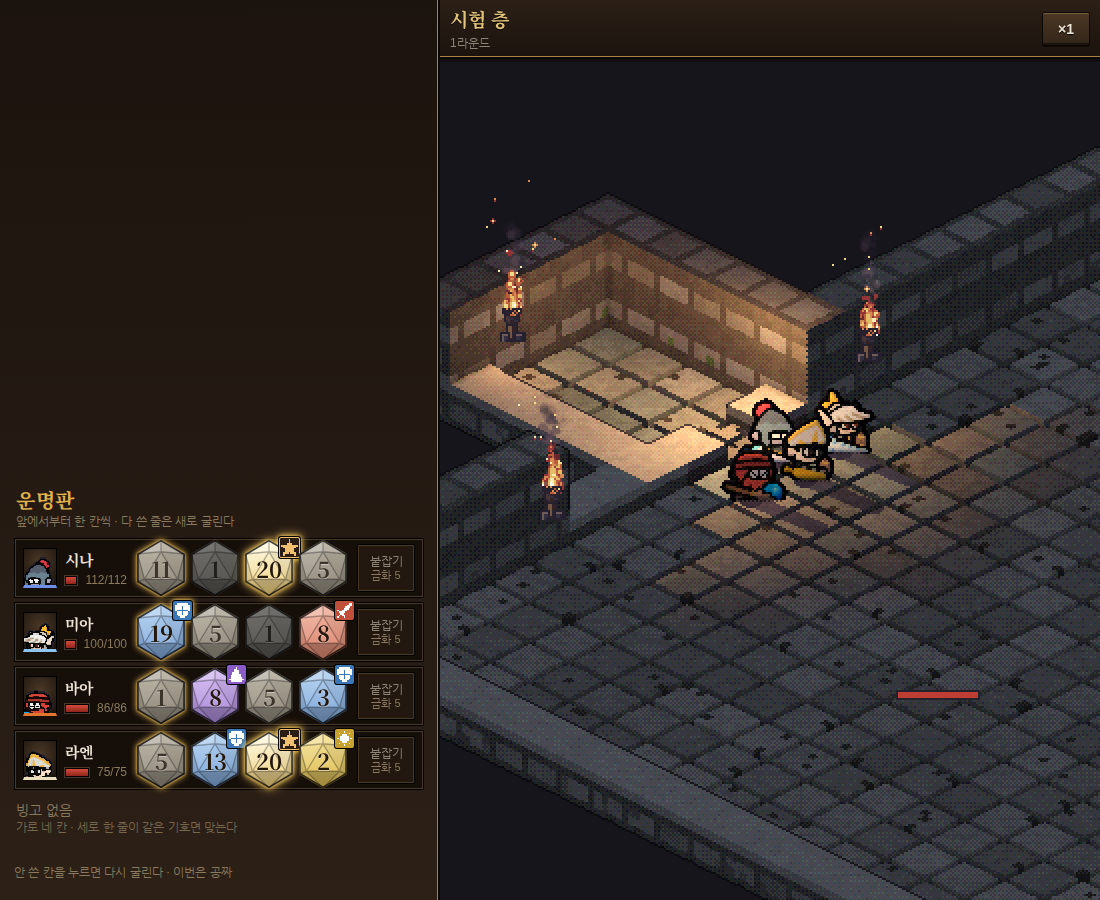 시험 층
1라운드
×1
운명판
앞에서부터 한 칸씩 · 다 쓴 줄은 새로 굴린다
시나
112/112
11 1 20 5
붙잡기
금화 5
미아
100/100
19 5 1 8
붙잡기
금화 5
바아
86/86
1 8 5 3
붙잡기
금화 5
라엔
75/75
5 13 20 2
붙잡기
금화 5
빙고 없음
가로 네 칸 · 세로 한 줄이 같은 기호면 맞는다
안 쓴 칸을 누르면 다시 굴린다 · 이번은 공짜